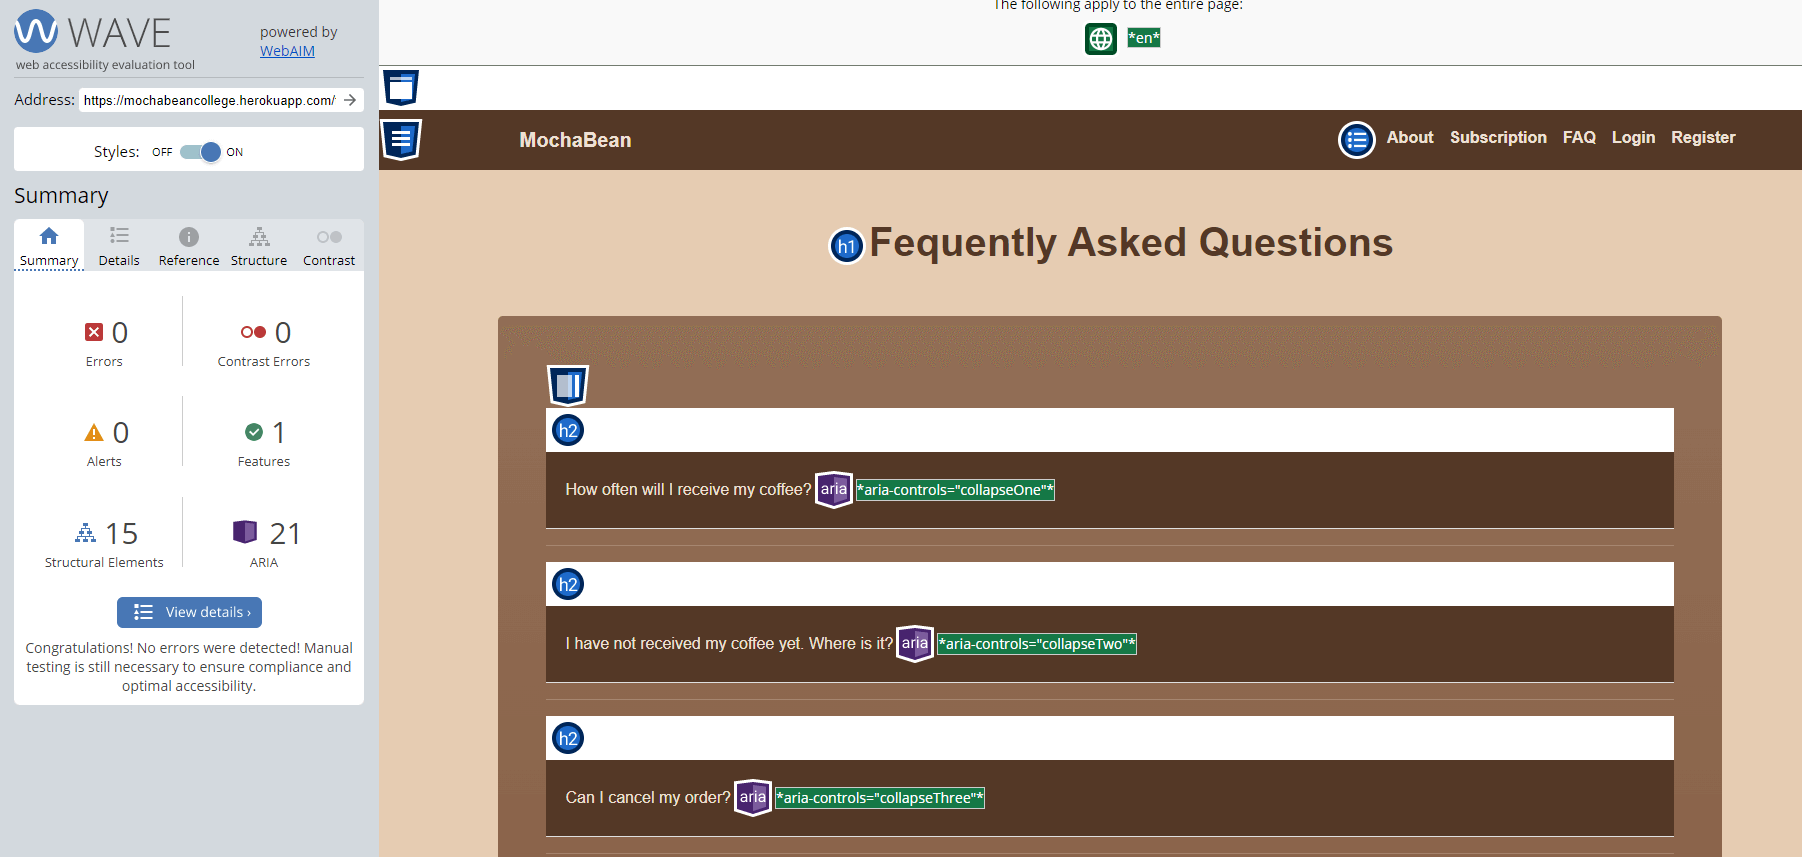 WAVE
powered by
WebAIM
web accessibility evaluation tool
Address: https://mochabeancollege.herokuapp.com/
Styles: OFF ON
Summary
Summary Details Reference Structure Contrast
0 0
Errors Contrast Errors
0 1
Alerts Features
15 21
Structural Elements ARIA
View details ›
Congratulations! No errors were detected! Manual
testing is still necessary to ensure compliance and
optimal accessibility.
The following apply to the entire page:
*en*
MochaBean About Subscription FAQ Login Register
h1 Fequently Asked Questions
h2
How often will I receive my coffee? aria *aria-controls="collapseOne"*
h2
I have not received my coffee yet. Where is it? aria *aria-controls="collapseTwo"*
h2
Can I cancel my order? aria *aria-controls="collapseThree"*